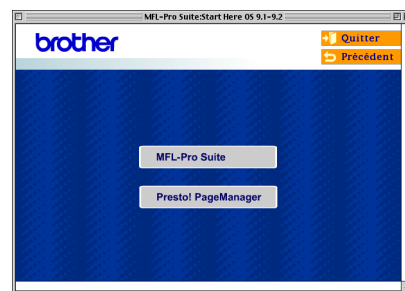 MFL-Pro Suite:Start Here OS 9.1-9.2
brother
Quitter
Précédent
MFL-Pro Suite
Presto! PageManager